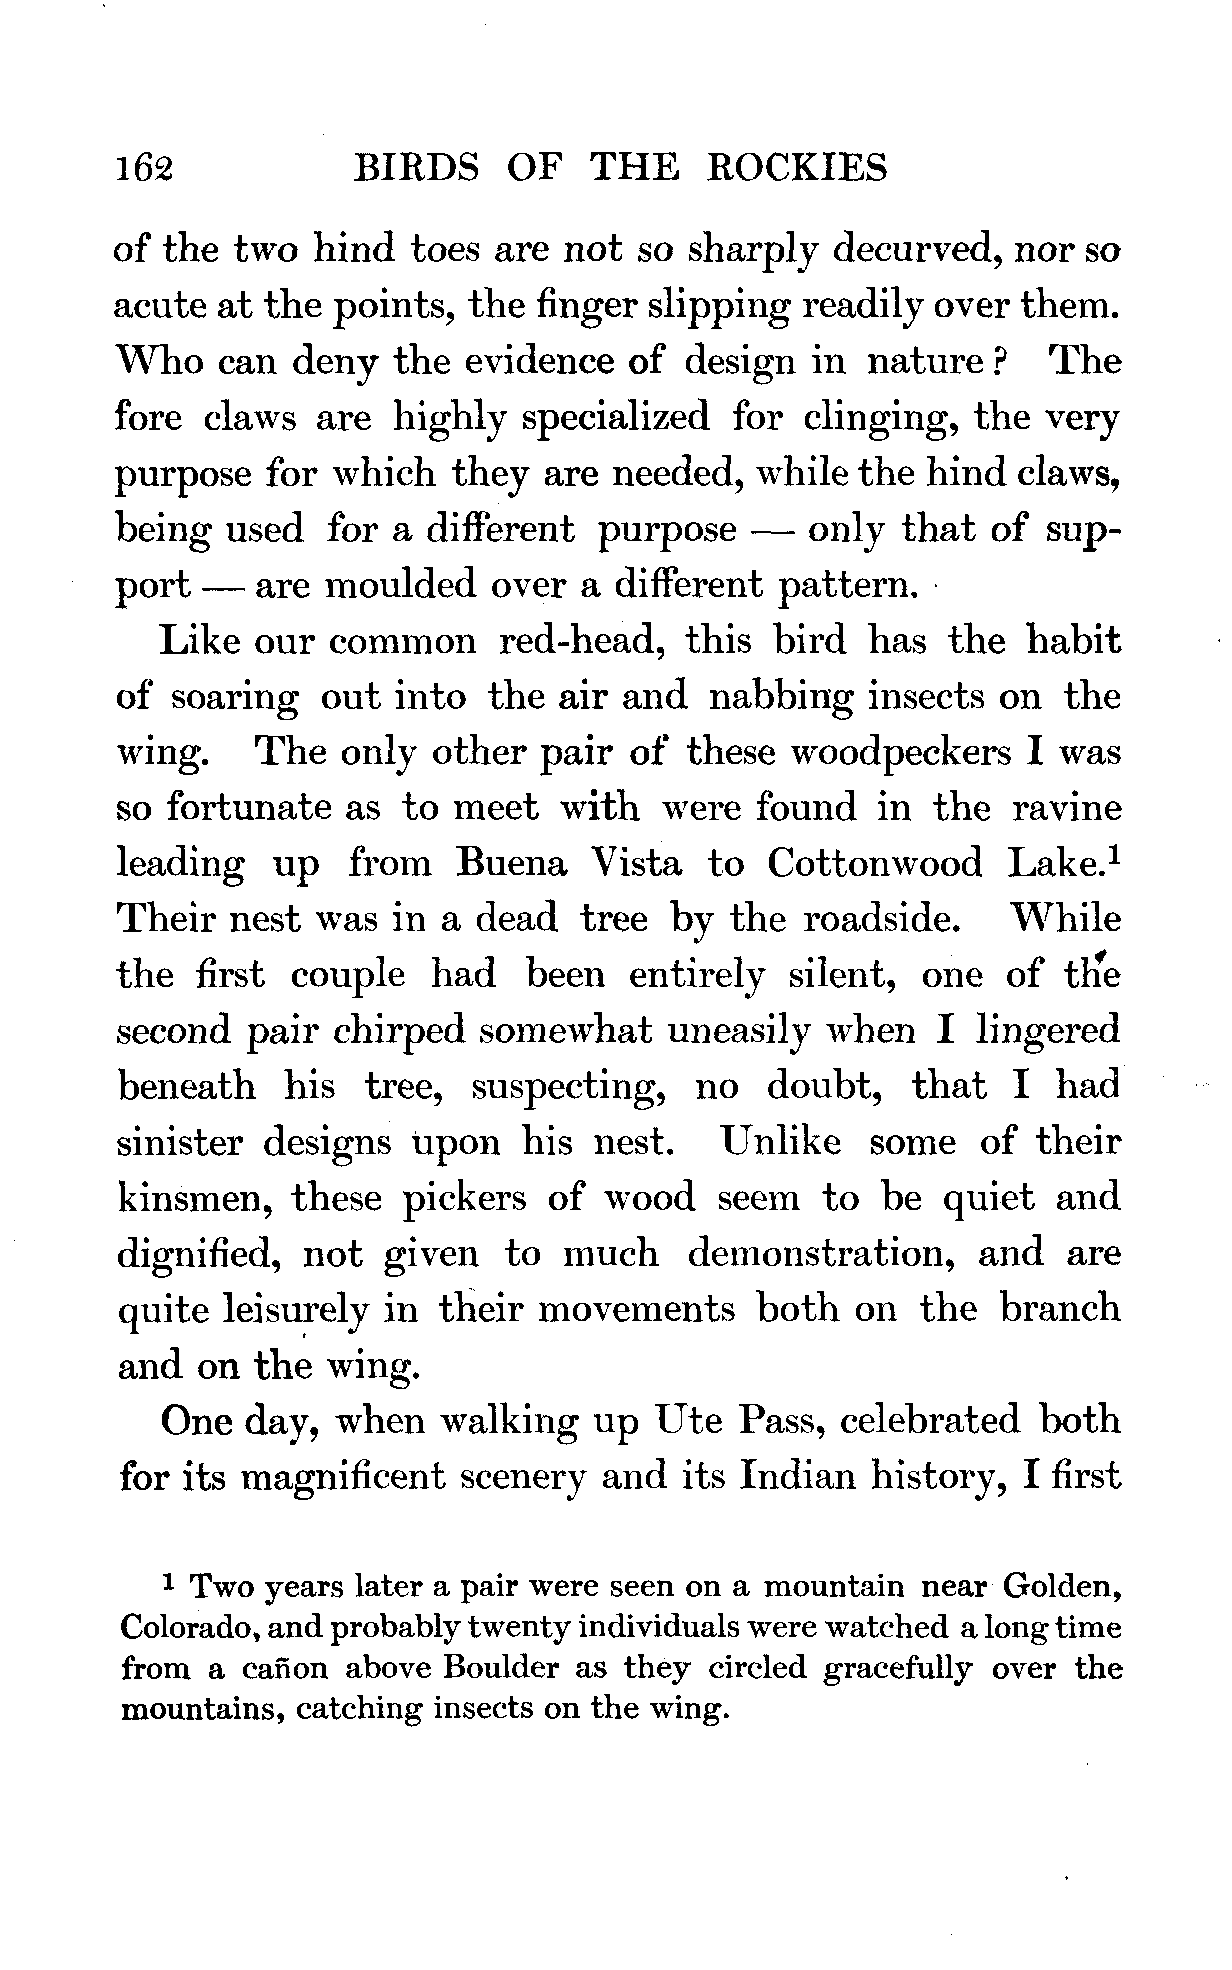 162 BIRDS OF THE ROCKIES
of the two hind toes are not so sharply decurved, nor so
acute at the points, the finger slipping readily over them.
Who can deny the evidence of design in nature? The
fore claws are highly specialized for clinging, the very
purpose for which they are needed, while the hind claws,
being used for a different purpose — only that of sup-
port — are moulded over a different pattern.
Like our common red-head, this bird has the habit
of soaring out into the air and nabbing insects on the
wing. The only other pair of these woodpeckers I was
so fortunate as to meet with were found in the ravine
leading up from Buena Vista to Cottonwood Lake.¹
Their nest was in a dead tree by the roadside. While
the first couple had been entirely silent, one of the
second pair chirped somewhat uneasily when I lingered
beneath his tree, suspecting, no doubt, that I had
sinister designs upon his nest. Unlike some of their
kinsmen, these pickers of wood seem to be quiet and
dignified, not given to much demonstration, and are
quite leisurely in their movements both on the branch
and on the wing.
One day, when walking up Ute Pass, celebrated both
for its magnificent scenery and its Indian history, I first
¹ Two years later a pair were seen on a mountain near Golden,
Colorado, and probably twenty individuals were watched a long time
from a cañon above Boulder as they circled gracefully over the
mountains, catching insects on the wing.